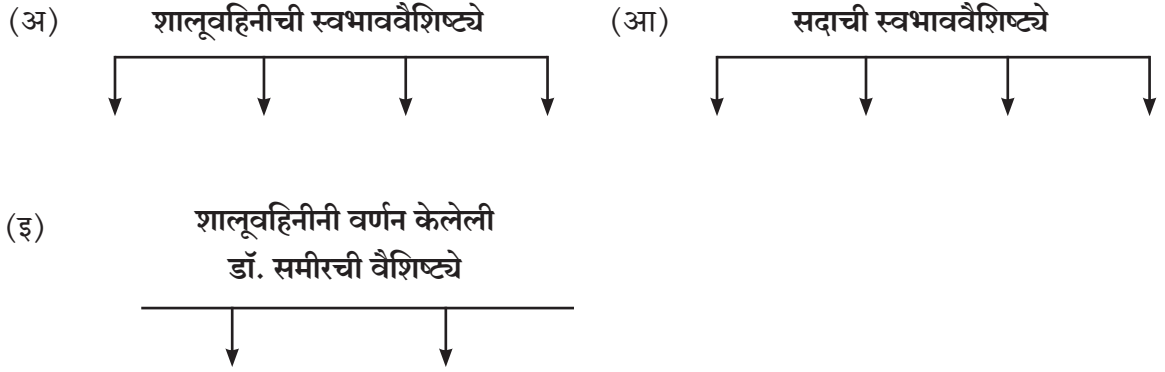 (अ) शालूवहिनीची स्वभाववैशिष्ट्ये
(आ) सदाची स्वभाववैशिष्ट्ये
(इ) शालूवहिनीनी वर्णन केलेली
डॉ. समीरची वैशिष्ट्ये